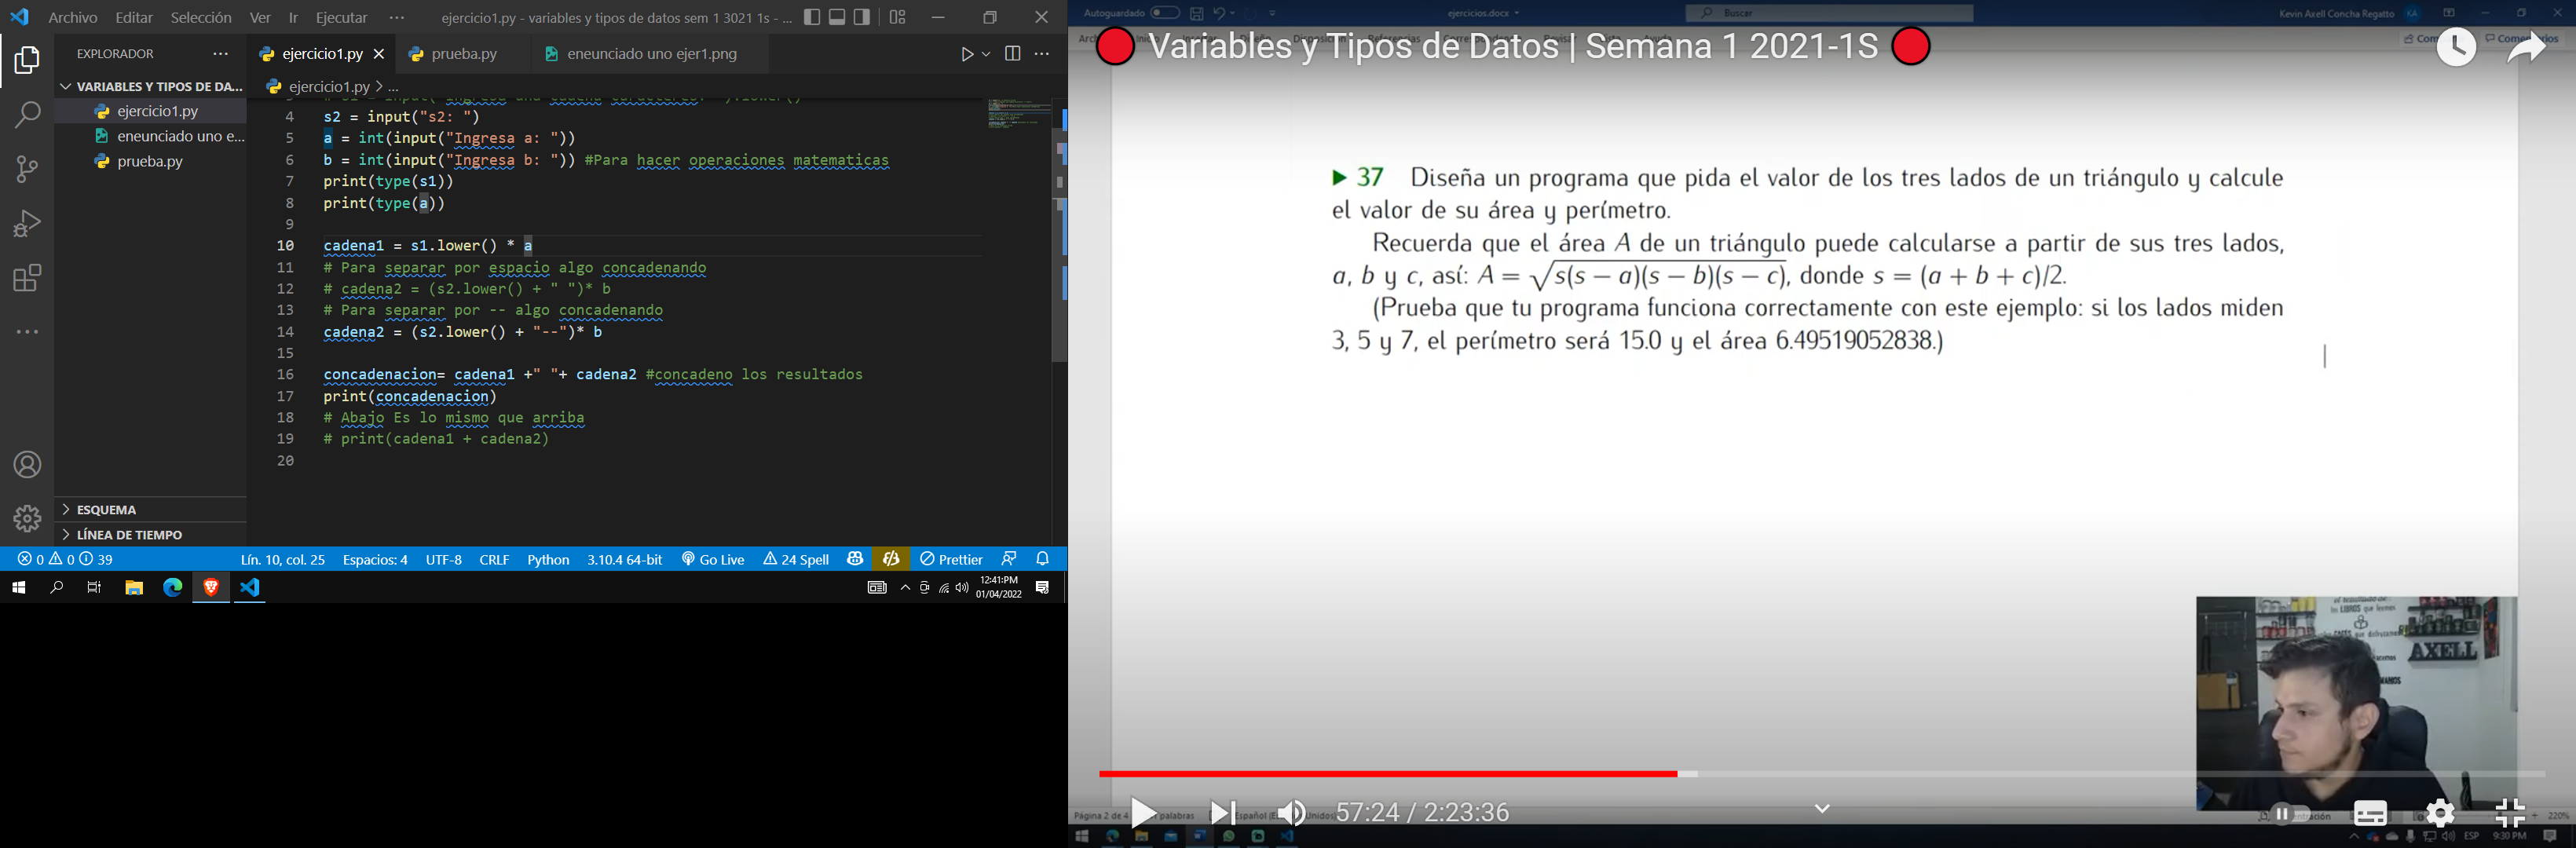 Archivo Editar Selección Ver Ir Ejecutar ··· ejercicio1.py - variables y tipos de datos sem 1 3021 1s - ...
EXPLORADOR ···
VARIABLES Y TIPOS DE DA...
ejercicio1.py
eneunciado uno e...
prueba.py
ESQUEMA
LÍNEA DE TIEMPO
ejercicio1.py prueba.py eneunciado uno ejer1.png
ejercicio1.py > ...
4 s2 = input("s2: ")
5 a = int(input("Ingresa a: "))
6 b = int(input("Ingresa b: ")) #Para hacer operaciones matematicas
7 print(type(s1))
8 print(type(a))
9
10 cadena1 = s1.lower() * a
11 # Para separar por espacio algo concadenando
12 # cadena2 = (s2.lower() + " ")* b
13 # Para separar por -- algo concadenando
14 cadena2 = (s2.lower() + "--")* b
15
16 concadenacion= cadena1 +" "+ cadena2 #concadeno los resultados
17 print(concadenacion)
18 # Abajo Es lo mismo que arriba
19 # print(cadena1 + cadena2)
20
0 0 39 Lín. 10, col. 25 Espacios: 4 UTF-8 CRLF Python 3.10.4 64-bit Go Live 24 Spell Prettier
12:41:PM
01/04/2022
Autoguardado ejercicios.docx Buscar Kevin Axell Concha Regatto KA
Variables y Tipos de Datos | Semana 1 2021-1S
37 Diseña un programa que pida el valor de los tres lados de un triángulo y calcule
el valor de su área y perímetro.
Recuerda que el área A de un triángulo puede calcularse a partir de sus tres lados,
a, b y c, así: A = √s(s − a)(s − b)(s − c), donde s = (a + b + c)/2.
(Prueba que tu programa funciona correctamente con este ejemplo: si los lados miden
3, 5 y 7, el perímetro será 15.0 y el área 6.49519052838.)
LIBROS que leemos
AXELL
57:24 / 2:23:36
Página 2 de 4 palabras Español 220%
ESP 9:30 PM